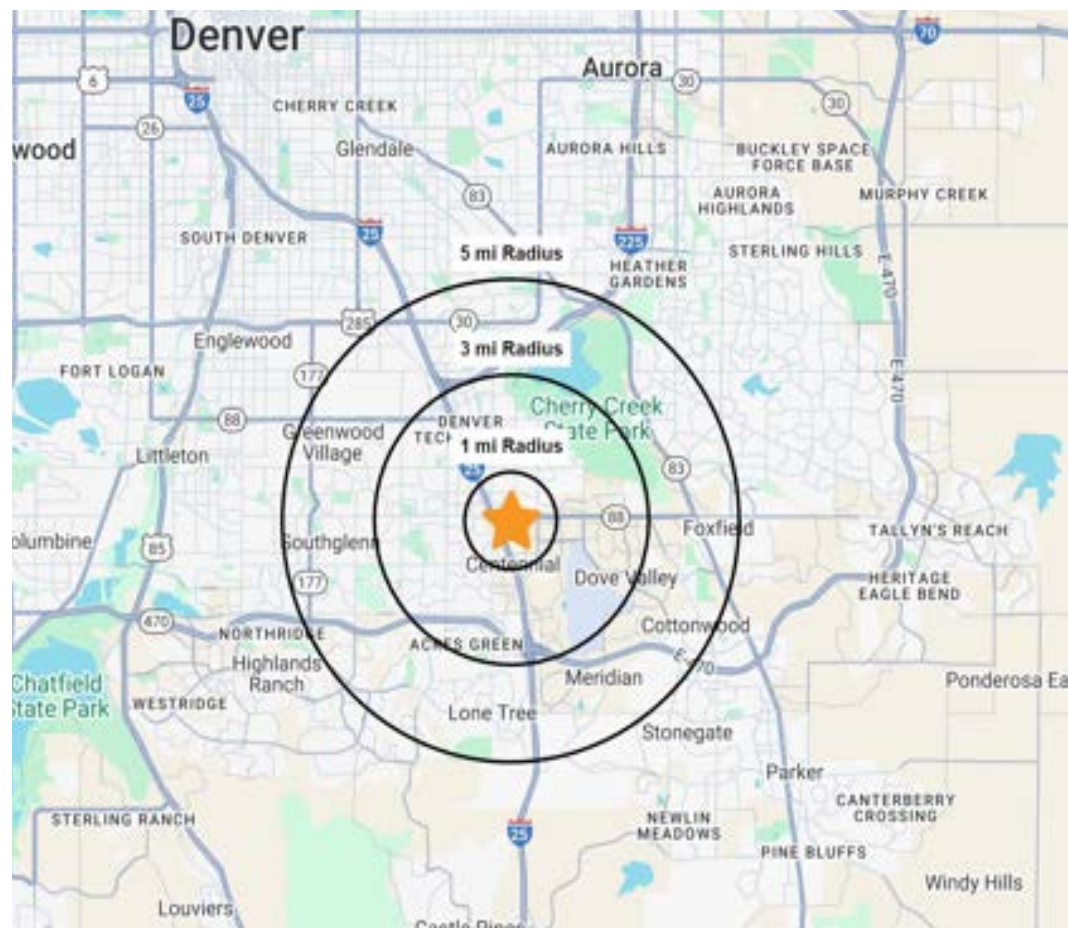 Denver
70
Aurora
6
30
25
30
CHERRY CREEK
26
wood
Glendale
AURORA HILLS
BUCKLEY SPACE
FORCE BASE
83
AURORA
HIGHLANDS
MURPHY CREEK
25
SOUTH DENVER
225
5 mi Radius
STERLING HILLS
HEATHER
GARDENS
E 470
285
30
Englewood
3 mi Radius
FORT LOGAN
177
E 470
Cherry Creek
State Park
88
DENVER
TECH
Greenwood
Village
1 mi Radius
Littleton
25
83
88
Foxfield
TALLYN'S REACH
olumbine
85
Southglenn
Centennial
177
Dove Valley
HERITAGE
EAGLE BEND
470
Cottonwood
NORTHRIDGE
ACRES GREEN
E-470
Highlands
Ranch
Meridian
Chatfield
State Park
Ponderosa Ea
WESTRIDGE
Lone Tree
Stonegate
Parker
CANTERBERRY
CROSSING
STERLING RANCH
NEWLIN
MEADOWS
25
PINE BLUFFS
Windy Hills
Louviers
Castle Pines